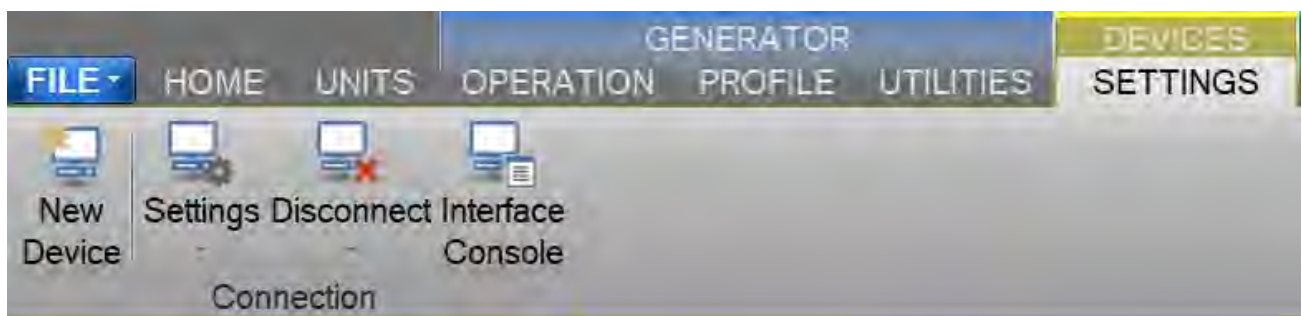 GENERATOR DEVICES
FILE HOME UNITS OPERATION PROFILE UTILITIES SETTINGS
New Settings Disconnect Interface
Device Console
Connection